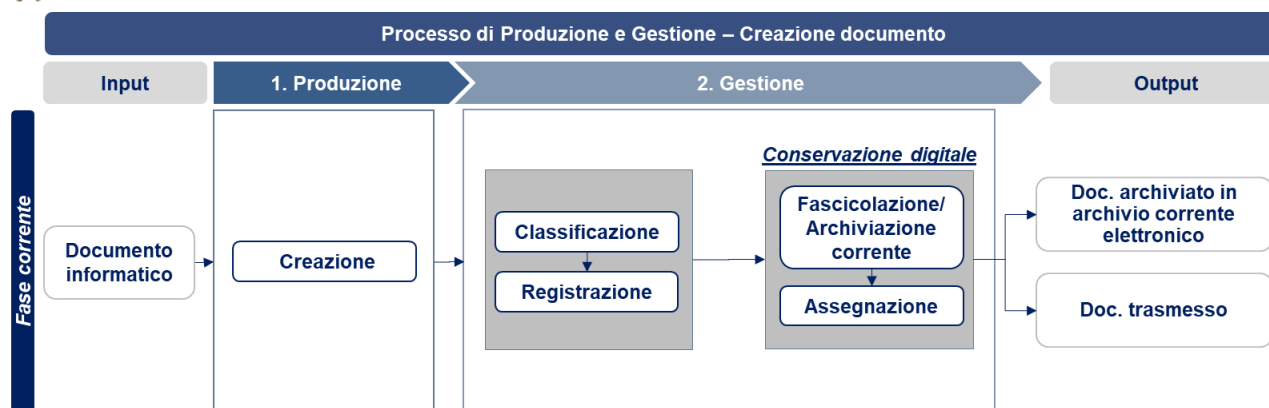 Processo di Produzione e Gestione – Creazione documento
Input
1. Produzione
2. Gestione
Output
Fase corrente
Documento
informatico
Creazione
Classificazione
Registrazione
Conservazione digitale
Fascicolazione/
Archiviazione
corrente
Assegnazione
Doc. archiviato in
archivio corrente
elettronico
Doc. trasmesso